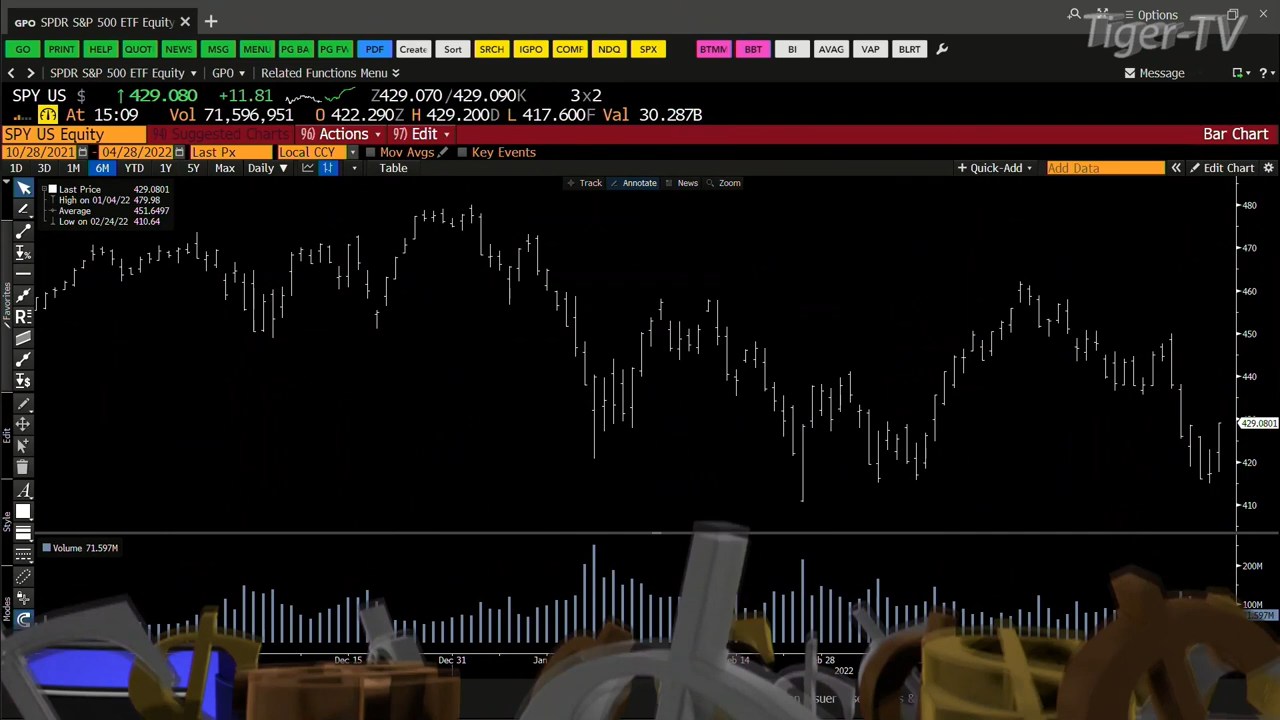 GPO SPDR S&P 500 ETF Equity
Options
Tiger-TV
GO PRINT HELP QUOT NEWS MSG MENU PG BA PG FW PDF Create Sort SRCH IGPO COMF NDQ SPX BTMM BBT BI AVAG VAP BLRT
SPDR S&P 500 ETF Equity GPO Related Functions Menu Message
SPY US $ ↑ 429.080 +11.81 Z429.070/429.090K 3x2
At 15:09 Vol 71,596,951 O 422.290Z H 429.200D L 417.600F Val 30.287B
SPY US Equity 94) Suggested Charts 96) Actions 97) Edit Bar Chart
10/28/2021 - 04/28/2022 Last Px Local CCY Mov Avgs Key Events
1D 3D 1M 6M YTD 1Y 5Y Max Daily Table + Quick-Add Add Data Edit Chart
Track Annotate News Zoom
Last Price 429.0801
High on 01/04/22 479.98
Average 451.6497
Low on 02/24/22 410.64
480
470
460
450
440
429.0801
420
410
Favorites
Edit
Style
Modes
Volume 71.597M
200M
100M
Dec 15 Dec 31 28
2022